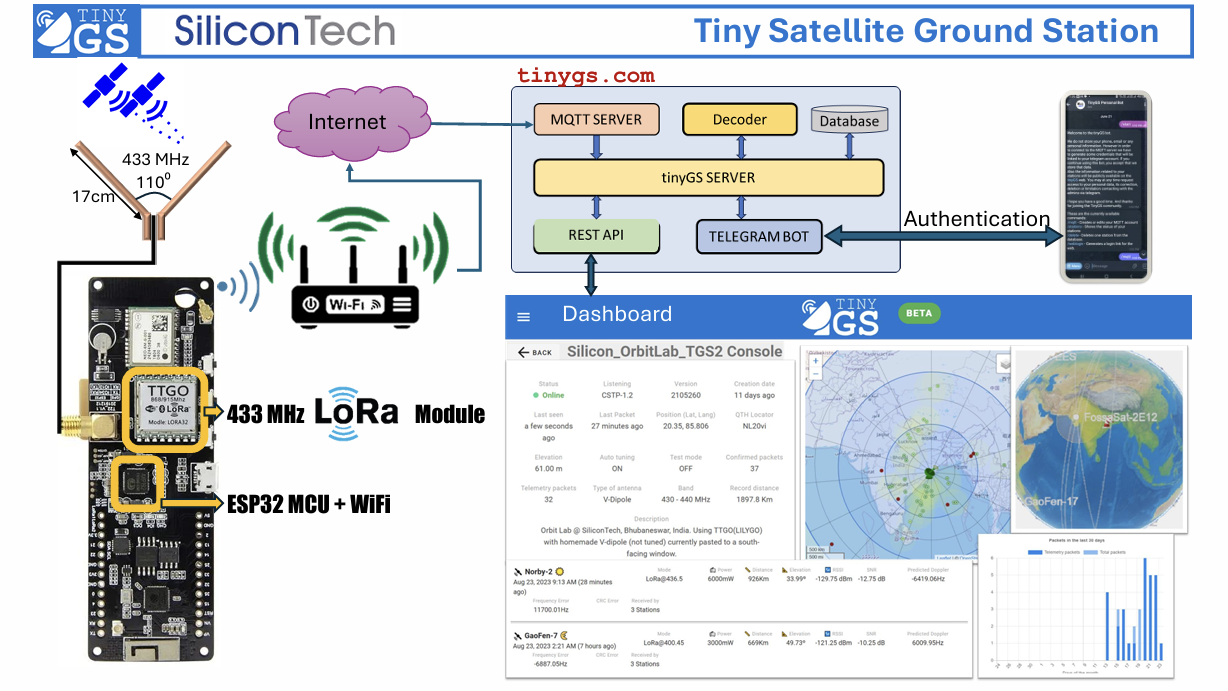 TINY
GS
SiliconTech
Tiny Satellite Ground Station
tinygs.com
433 MHz
110⁰
17cm
Internet
MQTT SERVER
Decoder
Database
tinyGS SERVER
REST API
TELEGRAM BOT
Authentication
Wi-Fi
TTGO
868/915Mhz
LoRa
Modle: LORA32
433 MHz LoRa Module
ESP32 MCU + WiFi
Dashboard
TINY
GS
BETA
BACK
Silicon_OrbitLab_TGS2 Console
Status Listening Version Creation date
Online CSTP-1.2 2105260 11 days ago
Last seen Last Packet Position (Lat, Lang) QTH Locator
a few seconds 27 minutes ago 20.35, 85.806 NL20vi
ago
Elevation Auto tuning Test mode Confirmed packets
61.00 m ON OFF 37
Telemetry packets Type of antenna Band Record distance
32 V-Dipole 430 - 440 MHz 1897.8 Km
Description
Orbit Lab @ SiliconTech, Bhubaneswar, India. Using TTGO(LILYGO)
with homemade V-dipole (not tuned) currently pasted to a south-
facing window.
FossaSat-2E12
GaoFen-17
Norby-2 Mode Power Distance Elevation RSSI SNR Predicted Doppler
Aug 23, 2023 9:13 AM (28 minutes LoRa@436.5 6000mW 926Km 33.99° -129.75 dBm -12.75 dB -6419.06Hz
ago)
Frequency Error CRC Error Received by
11700.01Hz 3 Stations
GaoFen-7 Mode Power Distance Elevation RSSI SNR Predicted Doppler
Aug 23, 2023 2:21 AM (7 hours ago) LoRa@400.45 3000mW 669Km 49.73° -121.25 dBm -10.25 dB 6009.95Hz
Frequency Error CRC Error Received by
-6887.05Hz 3 Stations
Packets in the last 30 days
Telemetry packets Total packets